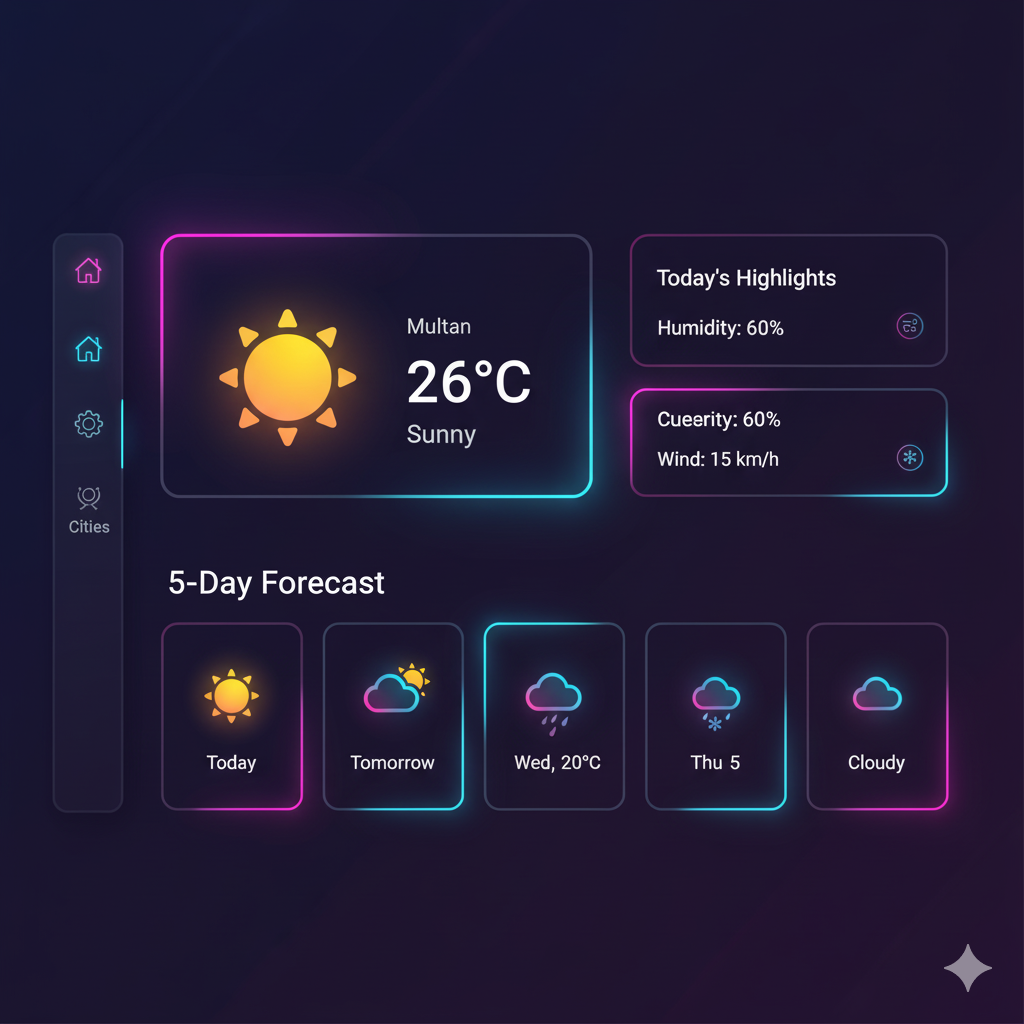 Cities
Multan
26°C
Sunny
Today's Highlights
Humidity: 60%
Cueerity: 60%
Wind: 15 km/h
5-Day Forecast
Today
Tomorrow
Wed, 20°C
Thu 5
Cloudy